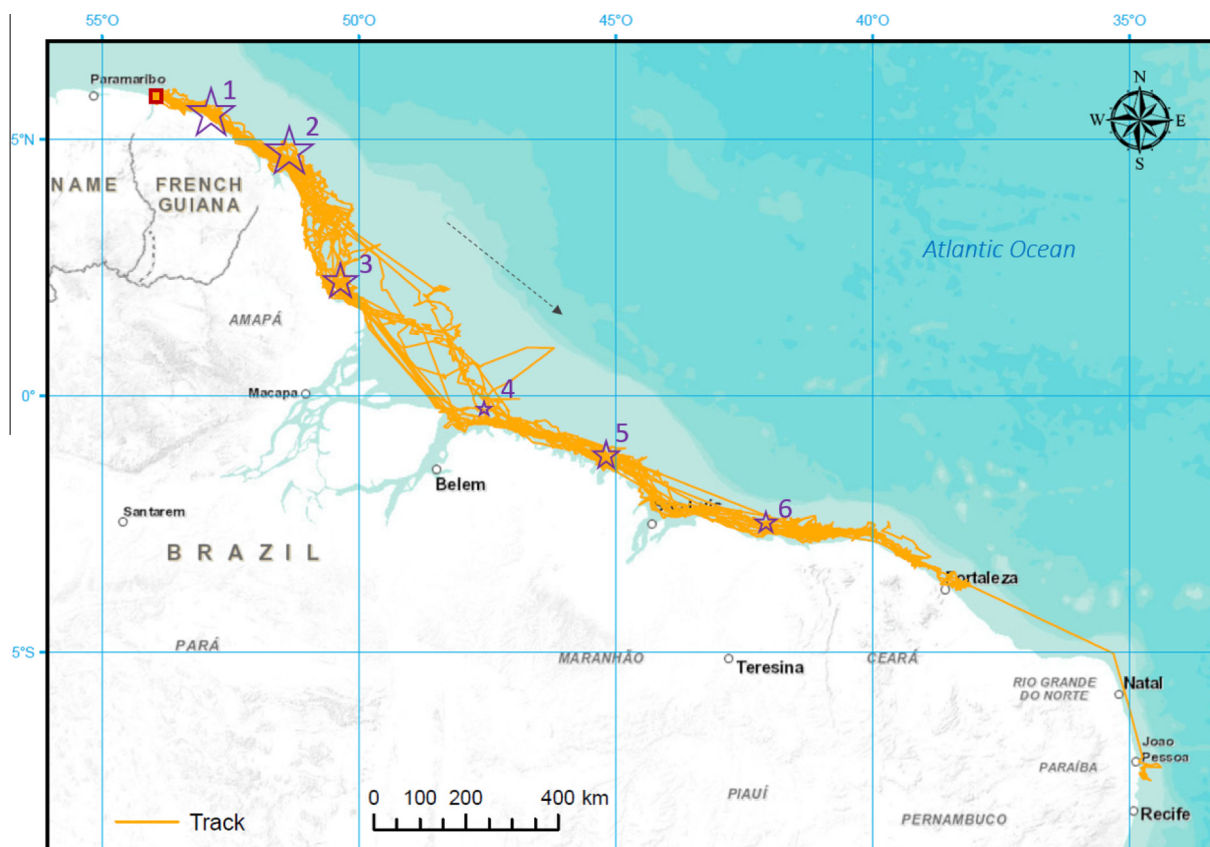 55°O 50°O 45°O 40°O 35°O
Paramaribo
N
W E
S
1
2
5°N
NAME
FRENCH
GUIANA
Atlantic Ocean
3
AMAPÁ
Macapa
0°
4
5
Belem
6
Santarem
BRAZIL
Fortaleza
5°S
PARÁ
MARANHÃO
Teresina
CEARÁ
RIO GRANDE
DO NORTE
Natal
Joao
Pessoa
PARAÍBA
0 100 200 400 km
PIAUÍ
Track
PERNAMBUCO
Recife